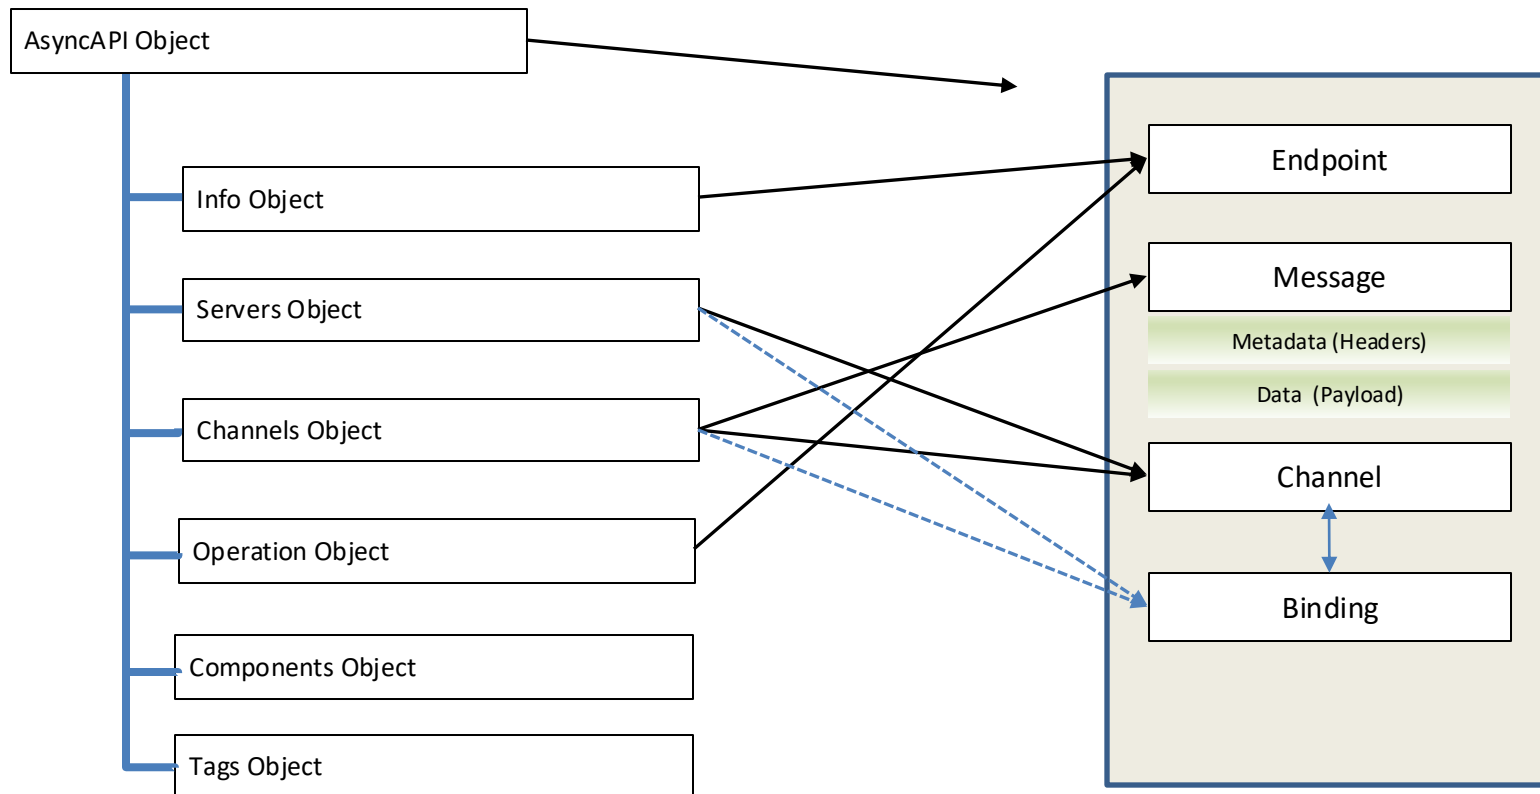 AsyncAPI Object
Info Object
Servers Object
Channels Object
Operation Object
Components Object
Tags Object
Endpoint
Message
Metadata (Headers)
Data (Payload)
Channel
Binding